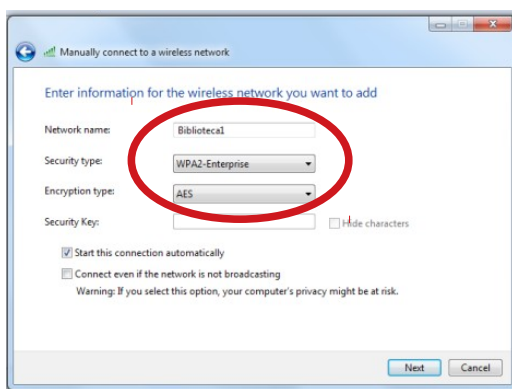 Manually connect to a wireless network
Enter information for the wireless network you want to add
Network name: Biblioteca1
Security type: WPA2-Enterprise
Encryption type: AES
Security Key: Hide characters
Start this connection automatically
Connect even if the network is not broadcasting
Warning: If you select this option, your computer's privacy might be at risk.
Next Cancel